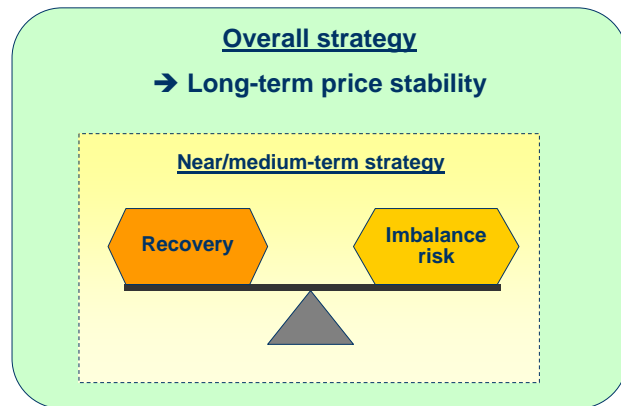 Overall strategy
➔ Long-term price stability
Near/medium-term strategy
Recovery
Imbalance
risk